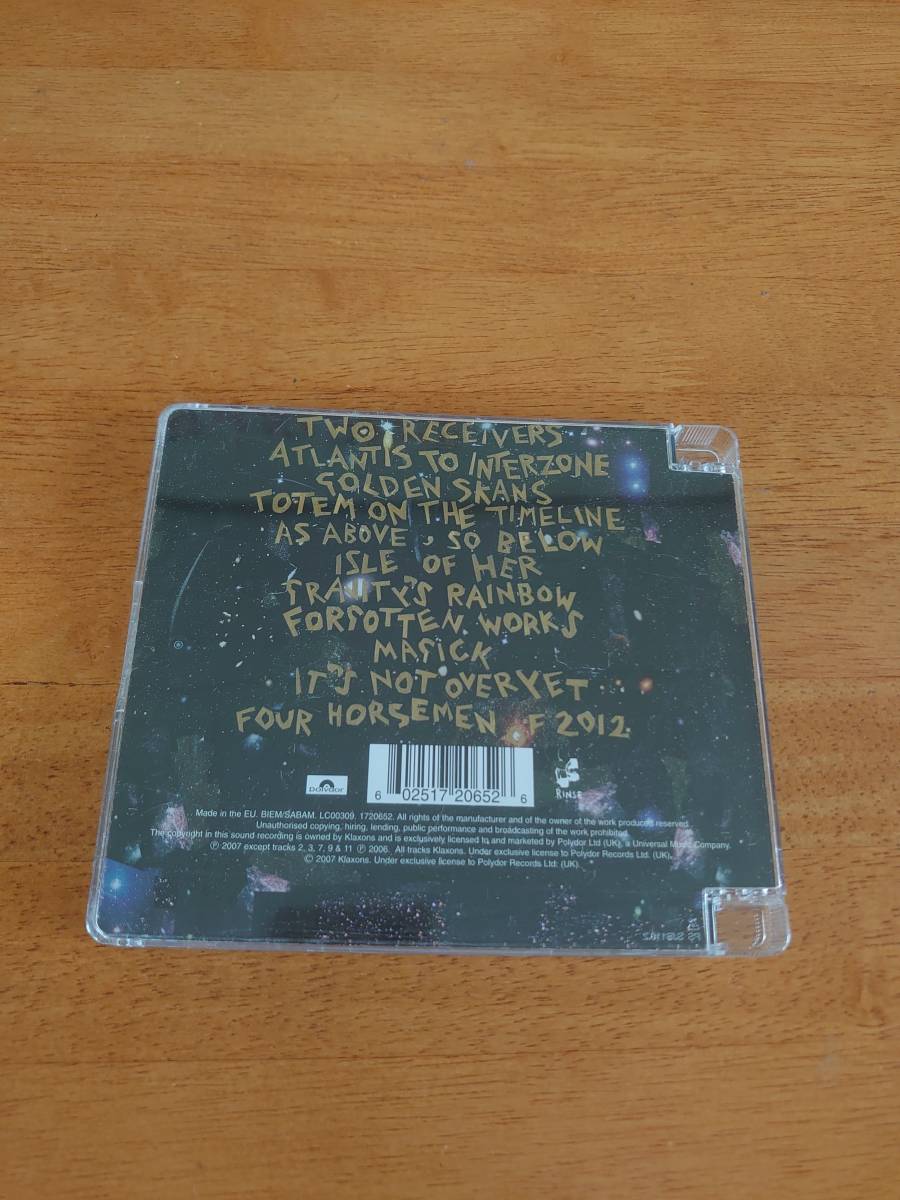 TWO RECEIVERS
ATLANTIS TO INTERZONE
GOLDEN SKANS
TOTEM ON THE TIMELINE
AS ABOVE, SO BELOW
ISLE OF HER
GRAVITY'S RAINBOW
FORGOTTEN WORKS
MAGICK
IT'S NOT OVER YET
FOUR HORSEMEN OF 2012
polydor
6 02517 20652 6
RINSE
Made in the EU. BIEM/SABAM. LC00309. 1720652. All rights of the manufacturer and of the owner of the work produced reserved.
Unauthorised copying, hiring, lending, public performance and broadcasting of the work prohibited.
The copyright in this sound recording is owned by Klaxons and is exclusively licensed to and marketed by Polydor Ltd (UK), a Universal Music Company.
℗ 2007 except tracks 2, 3, 7, 9 & 11 ℗ 2006. All tracks Klaxons. Under exclusive license to Polydor Records Ltd. (UK).
© 2007 Klaxons. Under exclusive license to Polydor Records Ltd. (UK)